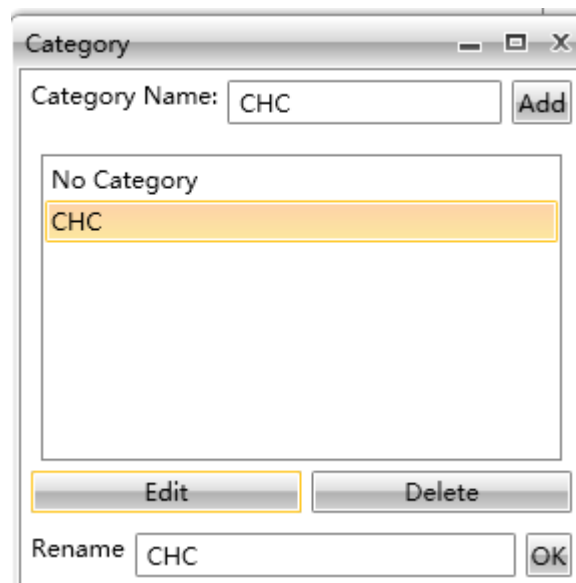 Category
Category Name: CHC Add
No Category
CHC
Edit Delete
Rename CHC OK